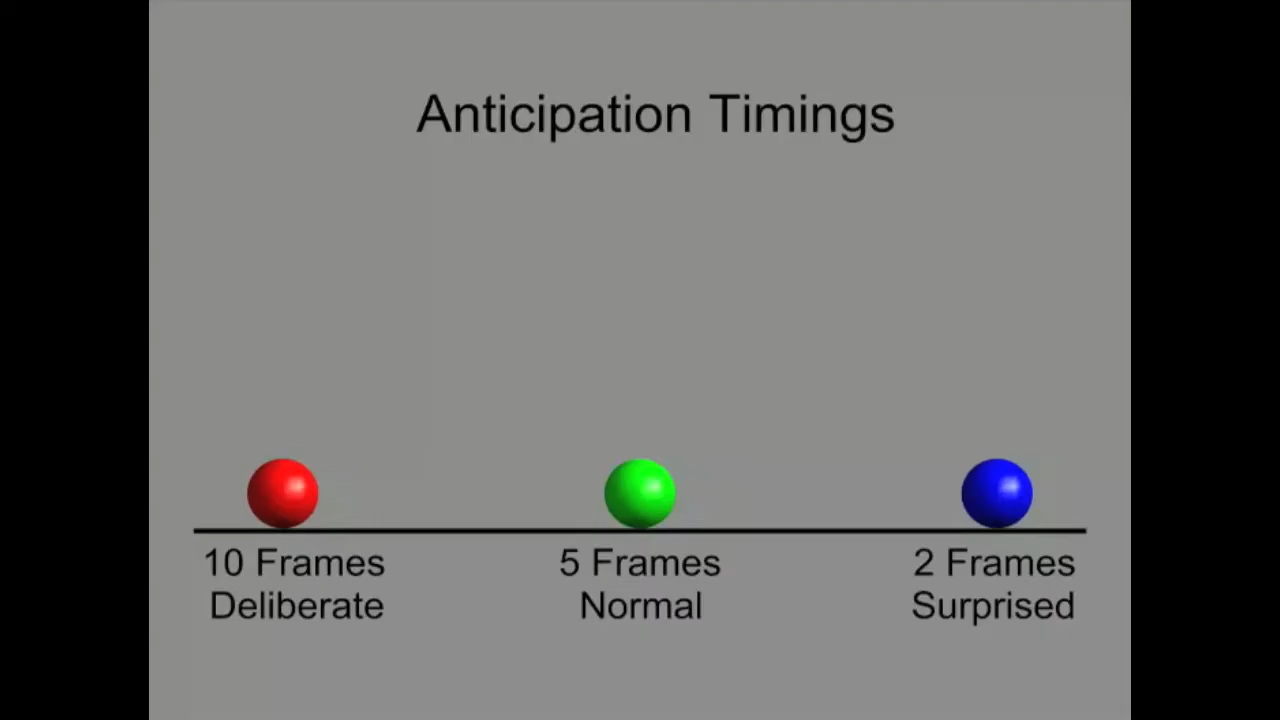 Anticipation Timings
10 Frames
Deliberate
5 Frames
Normal
2 Frames
Surprised